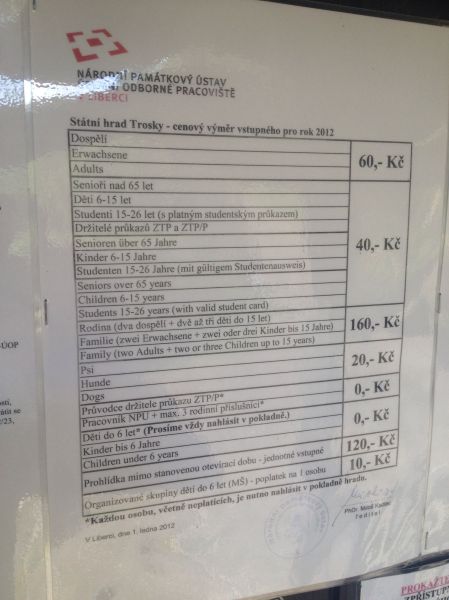 NÁRODNÍ PAMÁTKOVÝ ÚSTAV
ODBORNÉ PRACOVIŠTĚ
V LIBERCI
Státní hrad Trosky - cenový výměr vstupného pro rok 2012
Dospělí
Erwachsene
Adults
60,- Kč
Senioři nad 65 let
Děti 6-15 let
Studenti 15-26 let (s platným studentským průkazem)
Držitelé průkazů ZTP a ZTP/P
Senioren über 65 Jahre
Kinder 6-15 Jahre
Studenten 15-26 Jahre (mit gültigem Studentenausweis)
Seniors over 65 years
Children 6-15 years
Students 15-26 years (with valid student card)
40,- Kč
Rodina (dva dospělí + dvě až tři děti do 15 let)
Familie (zwei Erwachsene + zwei oder drei Kinder bis 15 Jahre)
Family (two Adults + two or three Children up to 15 years)
160,- Kč
Psi
Hunde
Dogs
20,- Kč
Průvodce držitele průkazu ZTP/P*
Pracovník NPU + max. 3 rodinní příslušníci*
0,- Kč
Děti do 6 let* (Prosíme vždy nahlásit v pokladně.)
Kinder bis 6 Jahre
Children under 6 years
0,- Kč
Prohlídka mimo stanovenou otevírací dobu - jednotné vstupné
120,- Kč
Organizované skupiny dětí do 6 let (MŠ) - poplatek na 1 osobu
10,- Kč
*Každou osobu, včetně neplatících, je nutno nahlásit v pokladně hradu.
V Liberci, dne 1. ledna 2012
PhDr. Miloš Kadlec
ředitel
ÚOP
PROKAŽTE